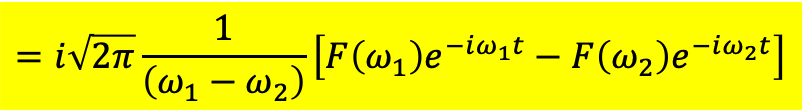 = i√2π 1/(ω₁ − ω₂) [F(ω₁)e^{−iω₁t} − F(ω₂)e^{−iω₂t}]